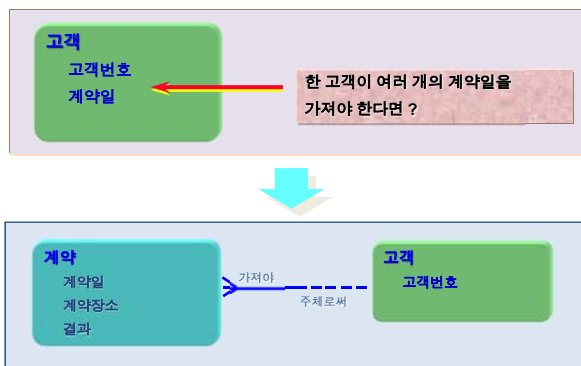 고객
고객번호
계약일
한 고객이 여러 개의 계약일을
가져야 한다면 ?
계약
계약일
계약장소
결과
가져야
주체로써
고객
고객번호